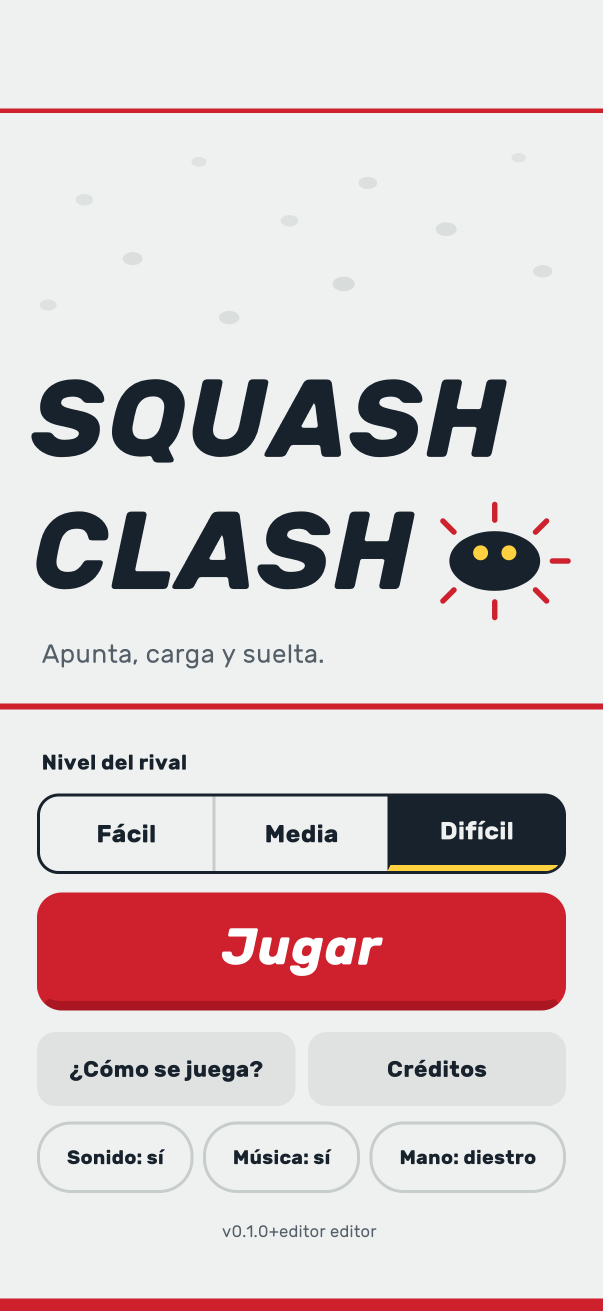 SQUASH
CLASH
Apunta, carga y suelta.
Nivel del rival
Fácil Media Difícil
Jugar
¿Cómo se juega? Créditos
Sonido: sí Música: sí Mano: diestro
v0.1.0+editor editor